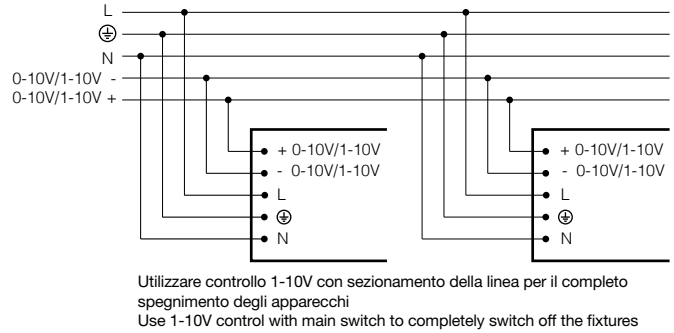 L
N
0-10V/1-10V -
0-10V/1-10V +
+ 0-10V/1-10V
- 0-10V/1-10V
L
N
+ 0-10V/1-10V
- 0-10V/1-10V
L
N
Utilizzare controllo 1-10V con sezionamento della linea per il completo
spegnimento degli apparecchi
Use 1-10V control with main switch to completely switch off the fixtures